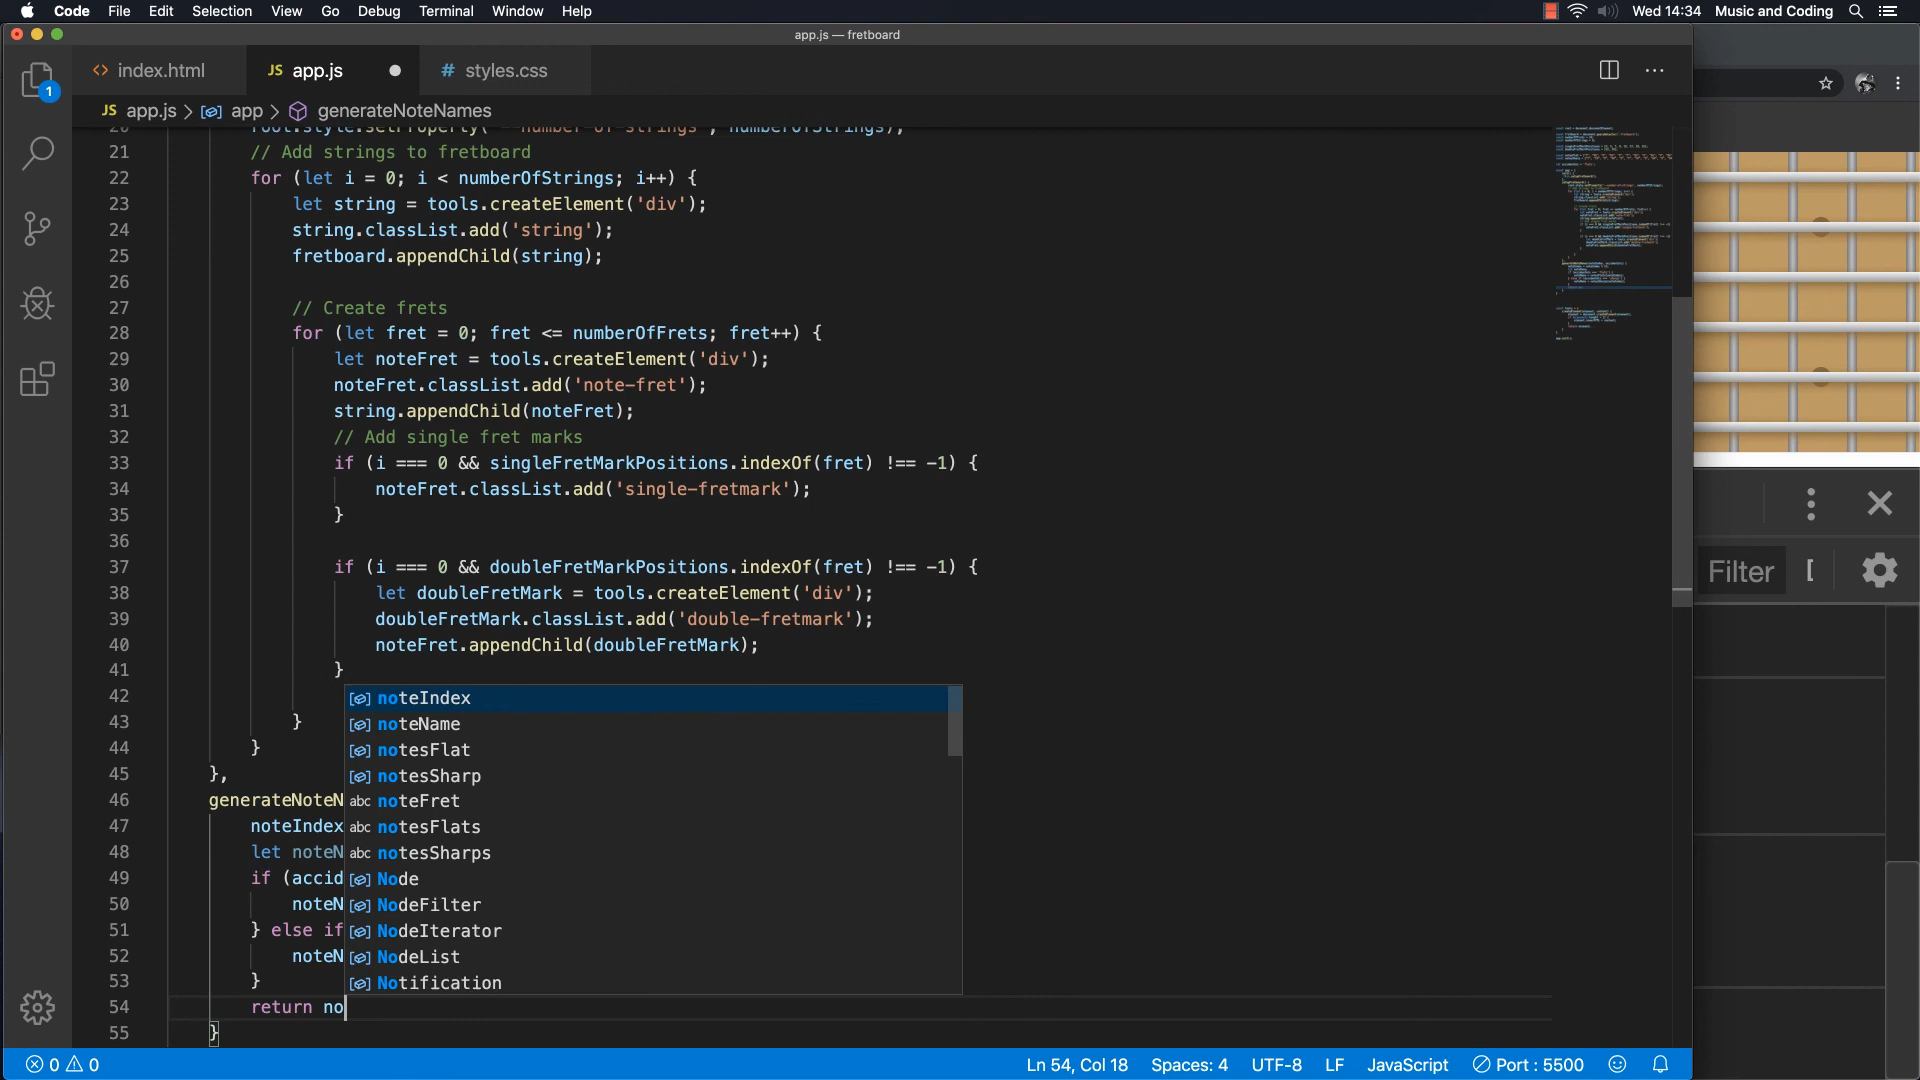 Code File Edit Selection View Go Debug Terminal Window Help Wed 14:34 Music and Coding
app.js — fretboard
<> index.html JS app.js # styles.css
JS app.js > app > generateNoteNames
20 root.style.setProperty('--number-of-strings', numberOfStrings);
21 // Add strings to fretboard
22 for (let i = 0; i < numberOfStrings; i++) {
23 let string = tools.createElement('div');
24 string.classList.add('string');
25 fretboard.appendChild(string);
26
27 // Create frets
28 for (let fret = 0; fret <= numberOfFrets; fret++) {
29 let noteFret = tools.createElement('div');
30 noteFret.classList.add('note-fret');
31 string.appendChild(noteFret);
32 // Add single fret marks
33 if (i === 0 && singleFretMarkPositions.indexOf(fret) !== -1) {
34 noteFret.classList.add('single-fretmark');
35 }
36
37 if (i === 0 && doubleFretMarkPositions.indexOf(fret) !== -1) {
38 let doubleFretMark = tools.createElement('div');
39 doubleFretMark.classList.add('double-fretmark');
40 noteFret.appendChild(doubleFretMark);
41 }
42 noteIndex
noteName
43 }
44 } notesFlat
45 }, notesSharp
46 generateNoteN abc noteFret
47 noteIndex abc notesFlats
48 let noteN abc notesSharps
49 if (accid Node
50 noteN NodeFilter
51 } else if NodeIterator
52 noteN NodeList
53 } Notification
54 return no
55 }
Filter [
1
0 0 Ln 54, Col 18 Spaces: 4 UTF-8 LF JavaScript Port : 5500